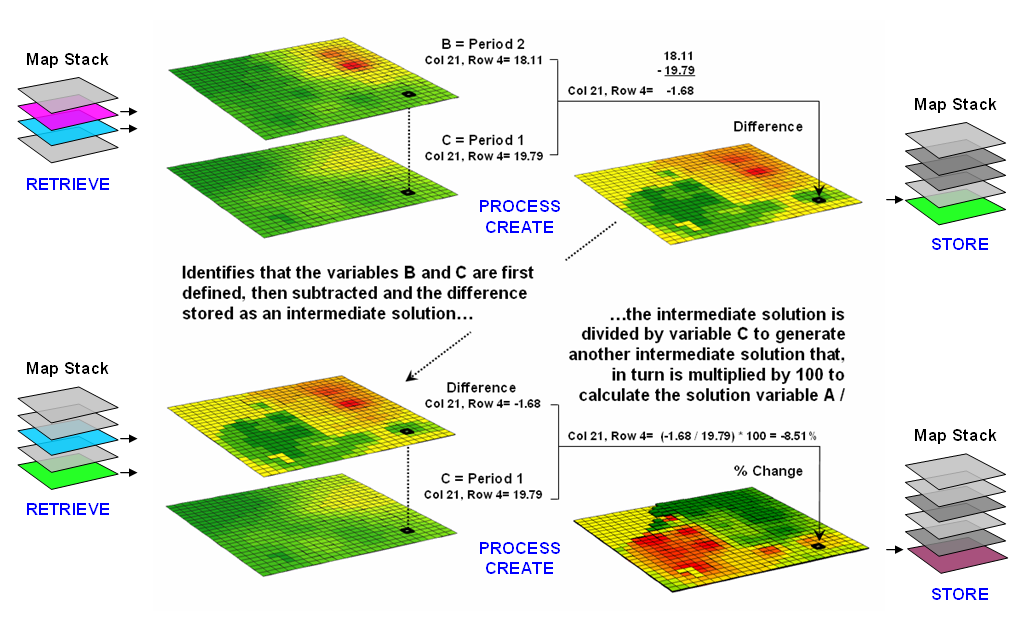 Map Stack
RETRIEVE
B = Period 2
Col 21, Row 4= 18.11
C = Period 1
Col 21, Row 4= 19.79
18.11
- 19.79
Col 21, Row 4= -1.68
Difference
PROCESS
CREATE
Map Stack
STORE
Identifies that the variables B and C are first
defined, then subtracted and the difference
stored as an intermediate solution…
…the intermediate solution is
divided by variable C to generate
another intermediate solution that,
in turn is multiplied by 100 to
calculate the solution variable A /
Map Stack
RETRIEVE
Difference
Col 21, Row 4= -1.68
C = Period 1
Col 21, Row 4= 19.79
Col 21, Row 4= (-1.68 / 19.79) * 100 = -8.51%
% Change
PROCESS
CREATE
Map Stack
STORE